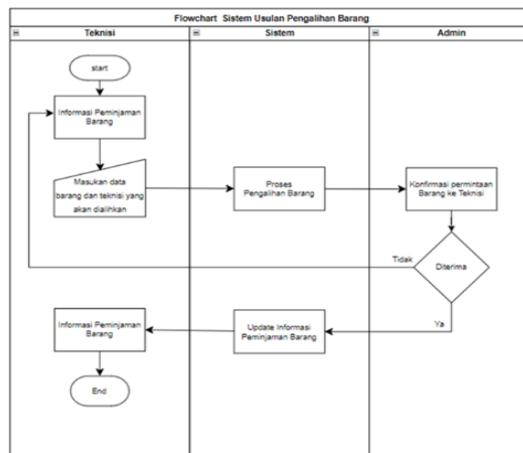 Flowchart Sistem Usulan Pengalihan Barang
Teknisi
Sistem
Admin
start
Informasi Peminjaman
Barang
Masukan data
barang dan teknisi yang
akan dialihkan
Proses
Pengalihan Barang
Konfirmasi permintaan
Barang ke Teknisi
Tidak
Diterima
Ya
Informasi Peminjaman
Barang
Update Informasi
Peminjaman Barang
End